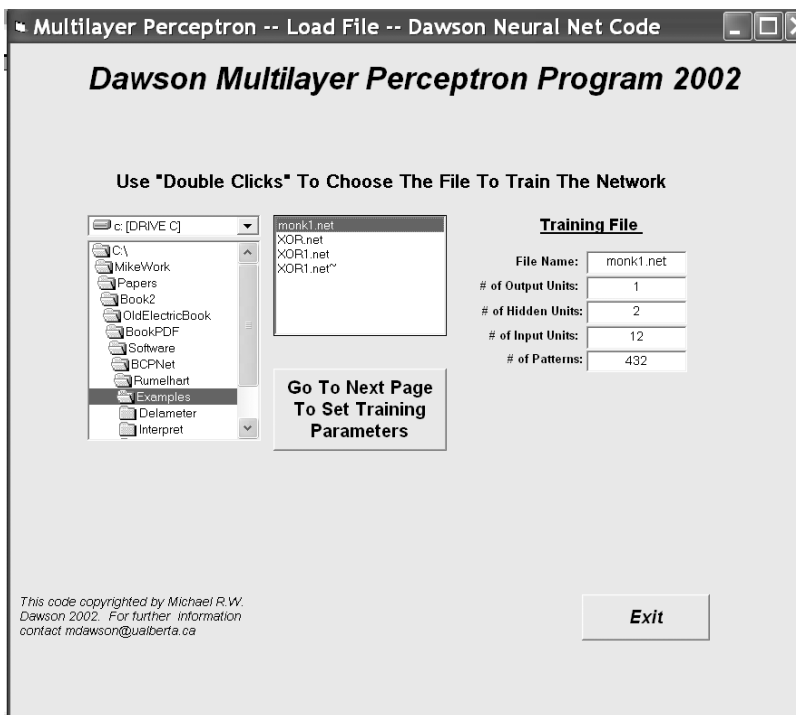 Multilayer Perceptron -- Load File -- Dawson Neural Net Code
Dawson Multilayer Perceptron Program 2002
Use "Double Clicks" To Choose The File To Train The Network
c: [DRIVE C]
C:\
MikeWork
Papers
Book2
OldElectricBook
BookPDF
Software
BCPNet
Rumelhart
Examples
Delameter
Interpret
monk1.net
XOR.net
XOR1.net
XOR1.net~
Go To Next Page
To Set Training
Parameters
Training File
File Name: monk1.net
# of Output Units: 1
# of Hidden Units: 2
# of Input Units: 12
# of Patterns: 432
This code copyrighted by Michael R.W.
Dawson 2002. For further information
contact mdawson@ualberta.ca
Exit